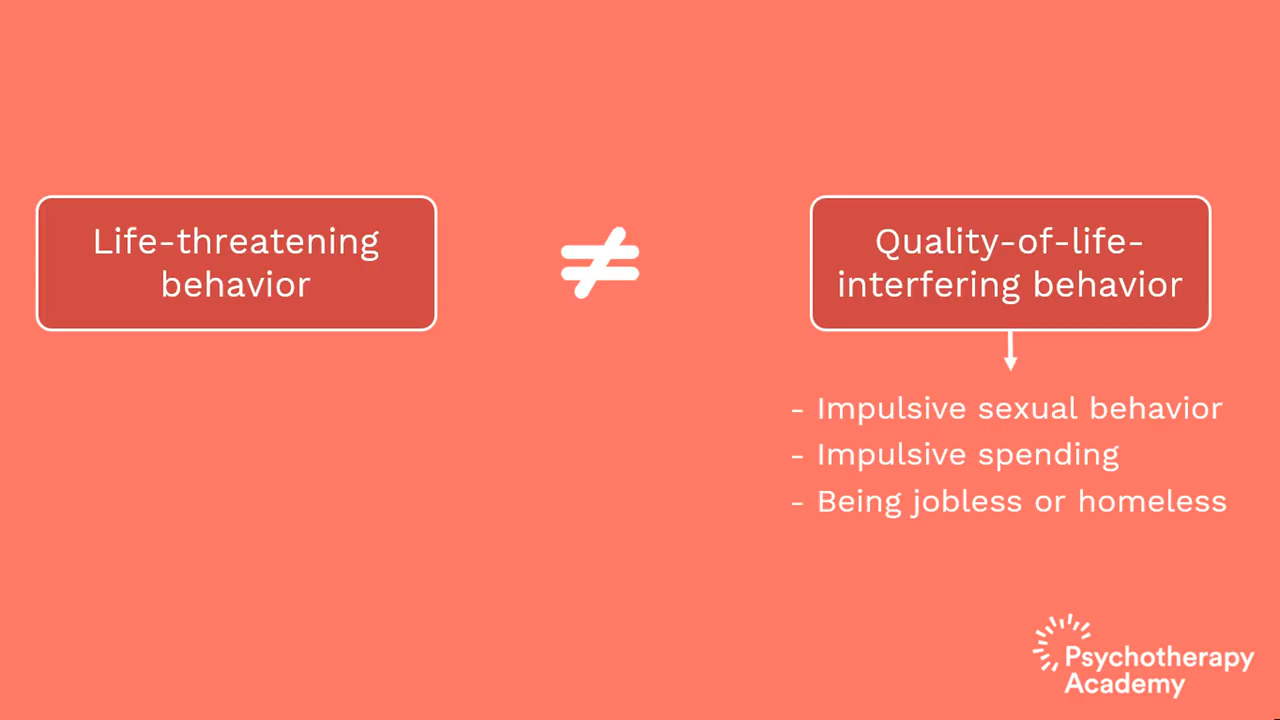 Life-threatening
behavior
≠
Quality-of-life-
interfering behavior
- Impulsive sexual behavior
- Impulsive spending
- Being jobless or homeless
Psychotherapy
Academy